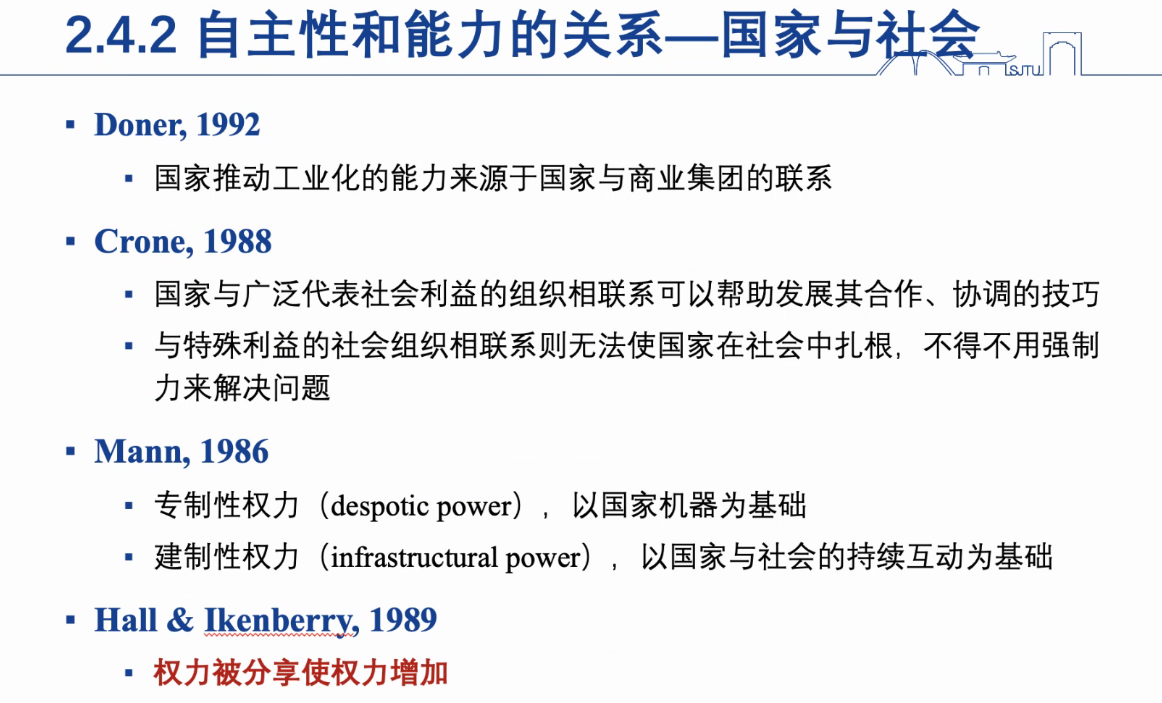 2.4.2 自主性和能力的关系—国家与社会
SJTU
▪ Doner, 1992
▪ 国家推动工业化的能力来源于国家与商业集团的联系
▪ Crone, 1988
▪ 国家与广泛代表社会利益的组织相联系可以帮助发展其合作、协调的技巧
▪ 与特殊利益的社会组织相联系则无法使国家在社会中扎根，不得不用强制
力来解决问题
▪ Mann, 1986
▪ 专制性权力（despotic power），以国家机器为基础
▪ 建制性权力（infrastructural power），以国家与社会的持续互动为基础
▪ Hall & Ikenberry, 1989
▪ 权力被分享使权力增加